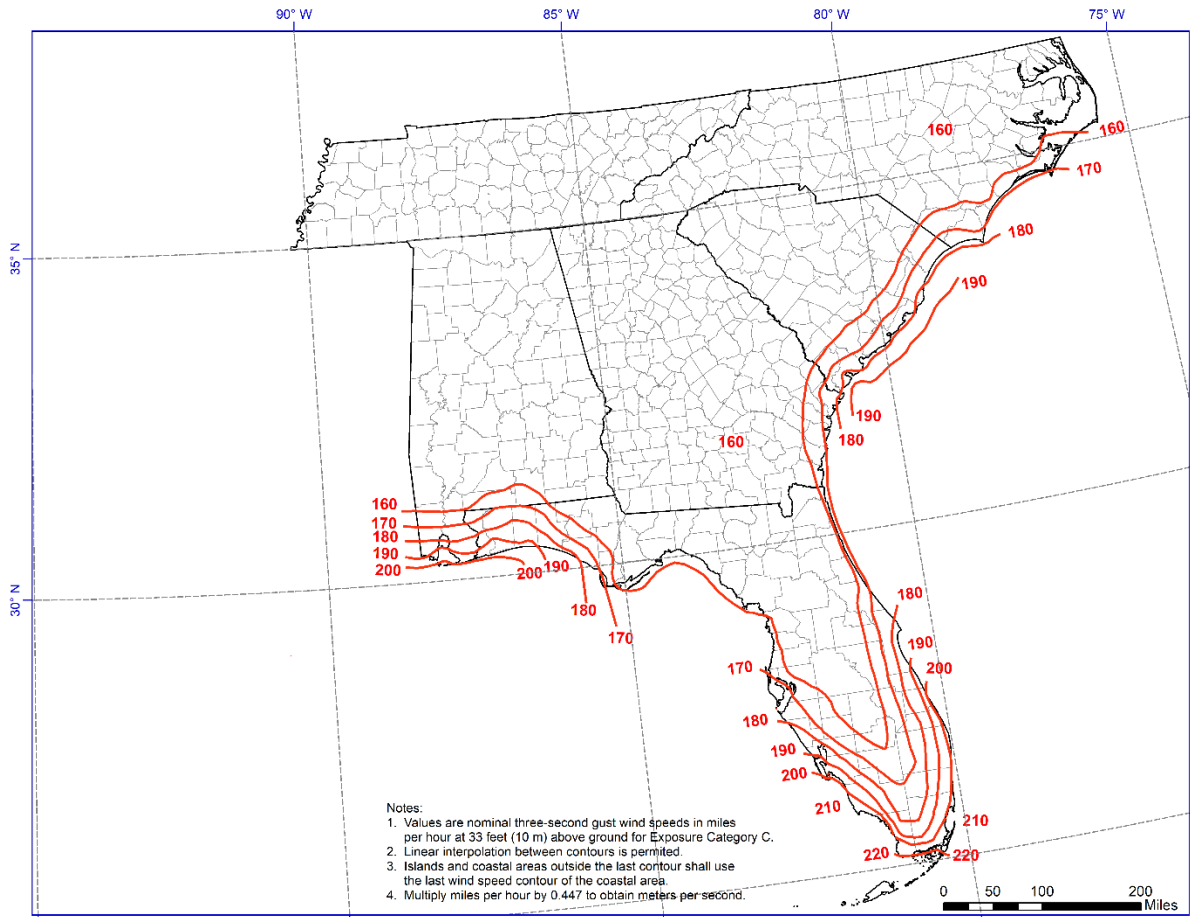 90° W
85° W
80° W
75° W
160
160
170
35° N
180
190
190
180
160
160
170
180
190
200
200
190
180
170
30° N
180
190
200
170
180
190
200
210
210
220
220
Notes:
1. Values are nominal three-second gust wind speeds in miles
per hour at 33 feet (10 m) above ground for Exposure Category C.
2. Linear interpolation between contours is permited.
3. Islands and coastal areas outside the last contour shall use
the last wind speed contour of the coastal area.
4. Multiply miles per hour by 0.447 to obtain meters per second.
0 50 100 200
Miles